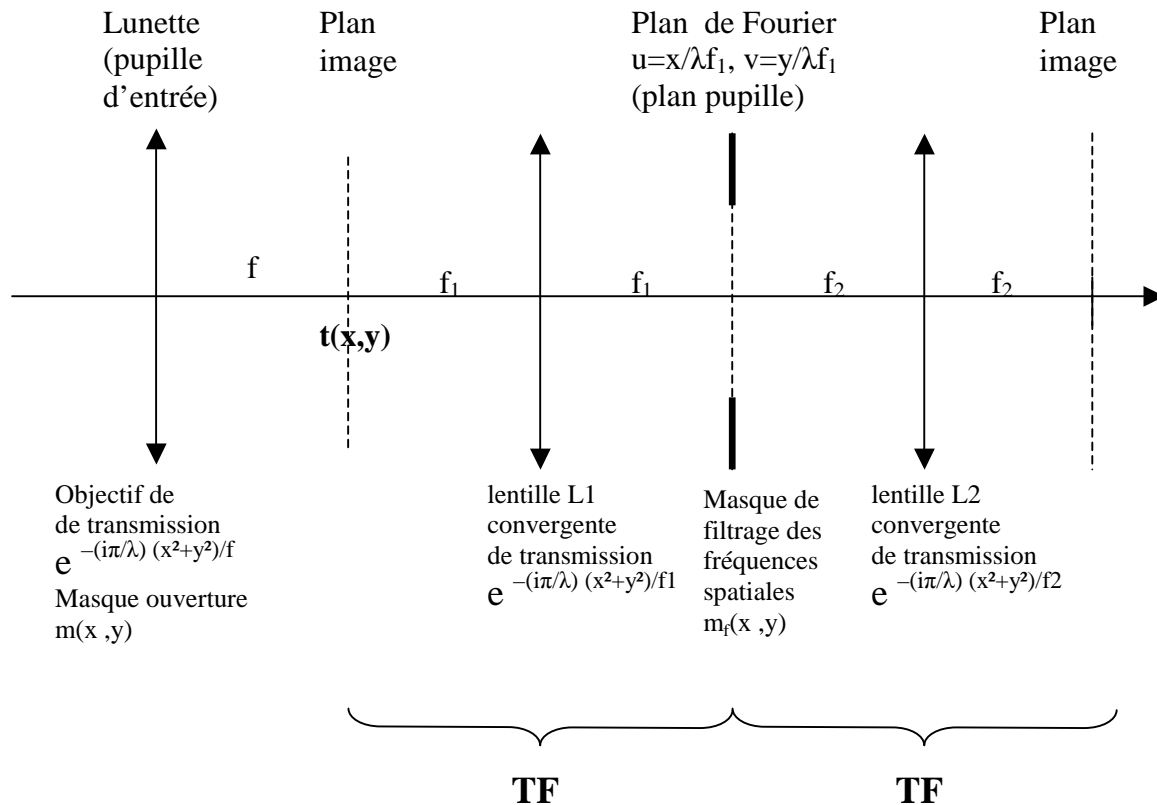 Lunette
(pupille
d'entrée)
Plan
image
Plan de Fourier
u=x/λf₁, v=y/λf₁
(plan pupille)
Plan
image
f
f₁
f₁
f₂
f₂
t(x,y)
Objectif de
de transmission
e ⁻(iπ/λ) (x²+y²)/f
Masque ouverture
m(x ,y)
lentille L1
convergente
de transmission
e ⁻(iπ/λ) (x²+y²)/f1
Masque de
filtrage des
fréquences
spatiales
m_f(x ,y)
lentille L2
convergente
de transmission
e ⁻(iπ/λ) (x²+y²)/f2
TF
TF